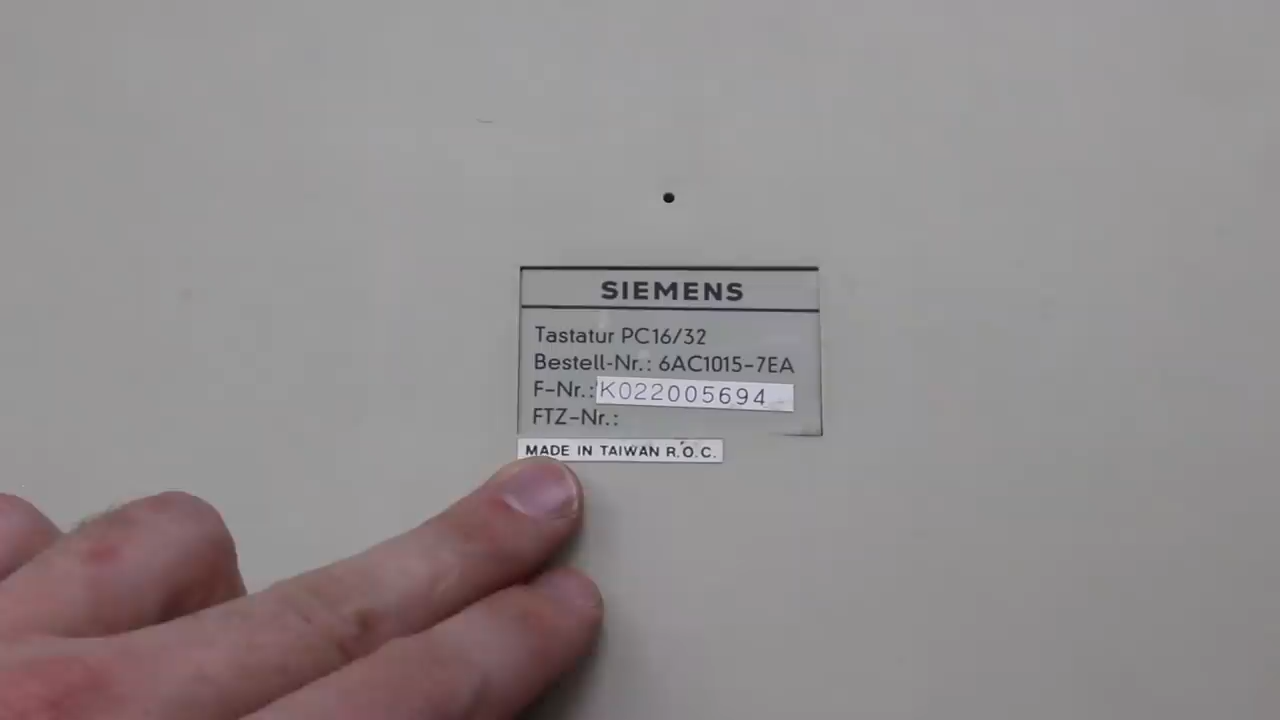 SIEMENS
Tastatur PC16/32
Bestell-Nr.: 6AC1015-7EA
F-Nr.: K022005694
FTZ-Nr.:
MADE IN TAIWAN R.O.C.